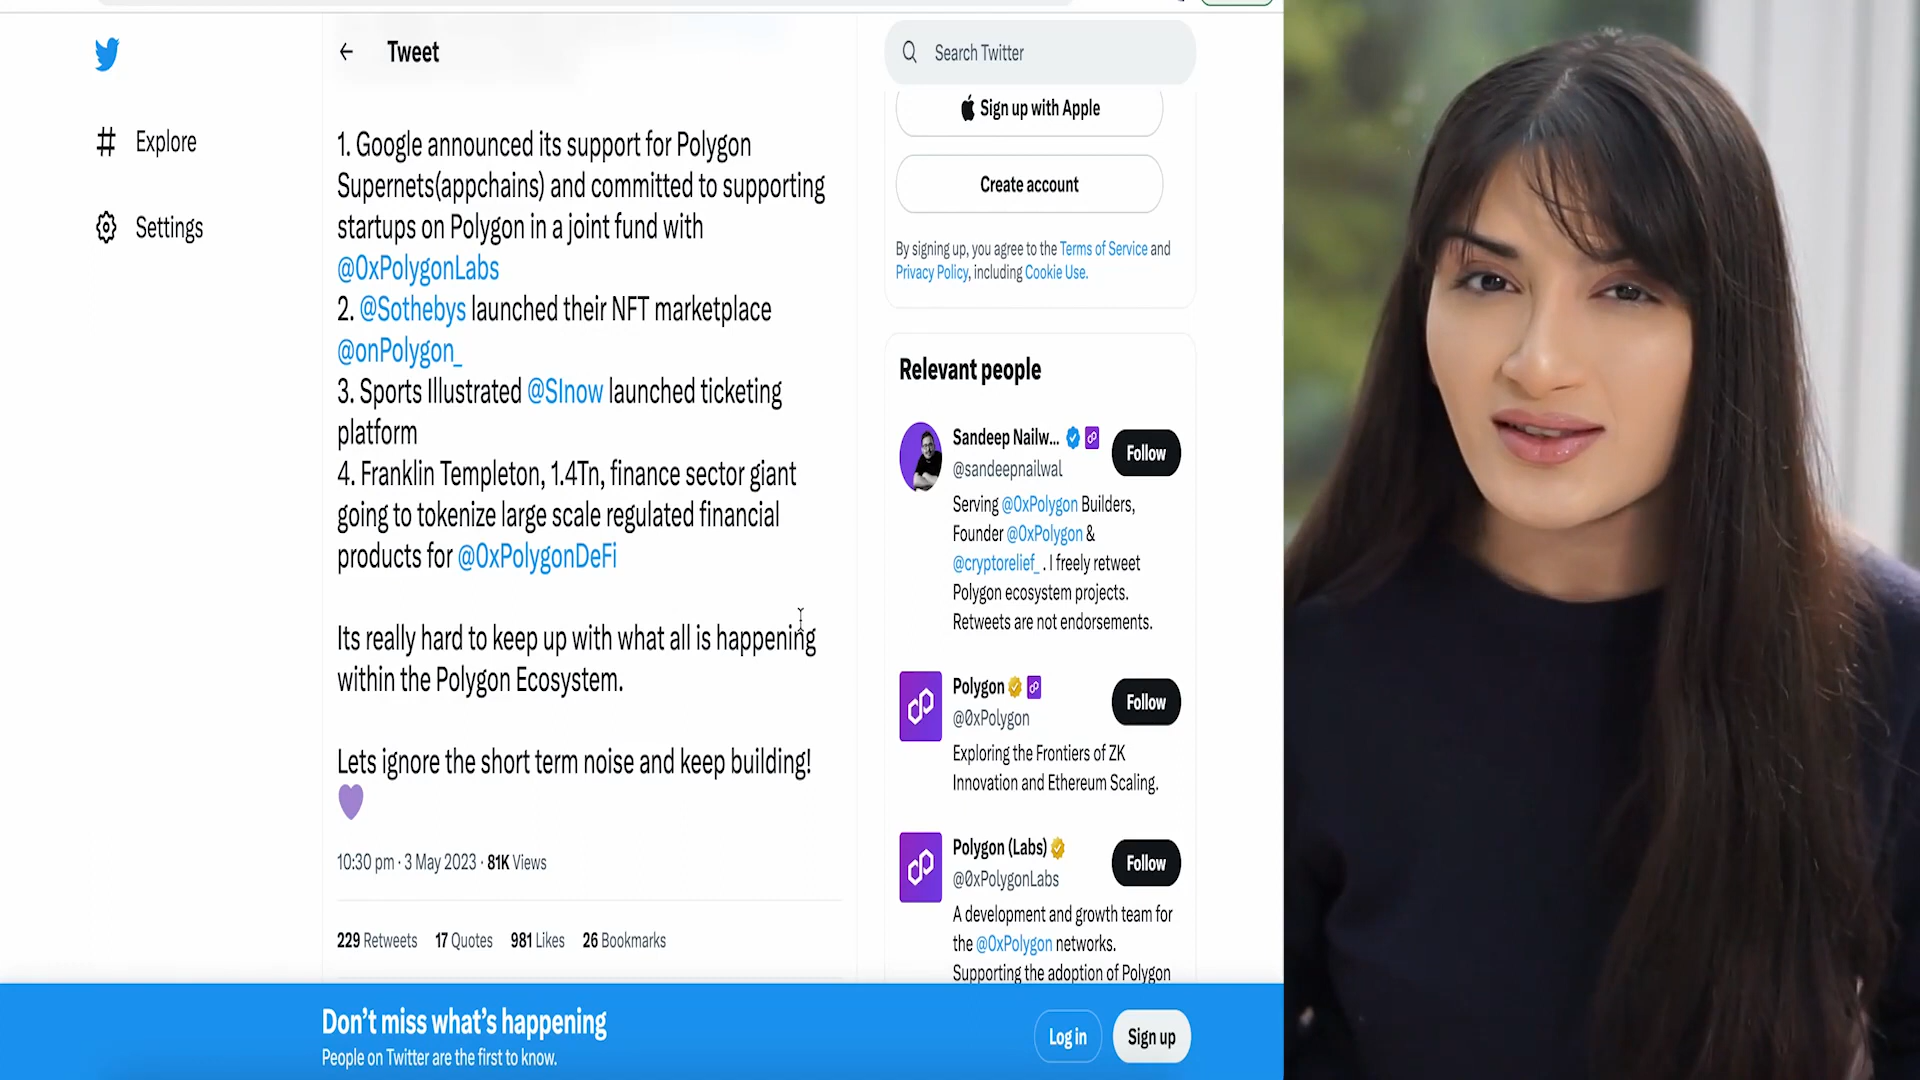 Tweet
Search Twitter
Explore
Settings
1. Google announced its support for Polygon
Supernets(appchains) and committed to supporting
startups on Polygon in a joint fund with
@0xPolygonLabs
2. @Sothebys launched their NFT marketplace
@onPolygon_
3. Sports Illustrated @SInow launched ticketing
platform
4. Franklin Templeton, 1.4Tn, finance sector giant
going to tokenize large scale regulated financial
products for @0xPolygonDeFi
Its really hard to keep up with what all is happening
within the Polygon Ecosystem.
Lets ignore the short term noise and keep building!
10:30 pm · 3 May 2023 · 81K Views
229 Retweets 17 Quotes 981 Likes 26 Bookmarks
Sign up with Apple
Create account
By signing up, you agree to the Terms of Service and
Privacy Policy, including Cookie Use.
Relevant people
Sandeep Nailw...
@sandeepnailwal
Follow
Serving @0xPolygon Builders,
Founder @0xPolygon &
@cryptorelief_ . I freely retweet
Polygon ecosystem projects.
Retweets are not endorsements.
Polygon
@0xPolygon
Follow
Exploring the Frontiers of ZK
Innovation and Ethereum Scaling.
Polygon (Labs)
@0xPolygonLabs
Follow
A development and growth team for
the @0xPolygon networks.
Supporting the adoption of Polygon
Don't miss what's happening
People on Twitter are the first to know.
Log in
Sign up